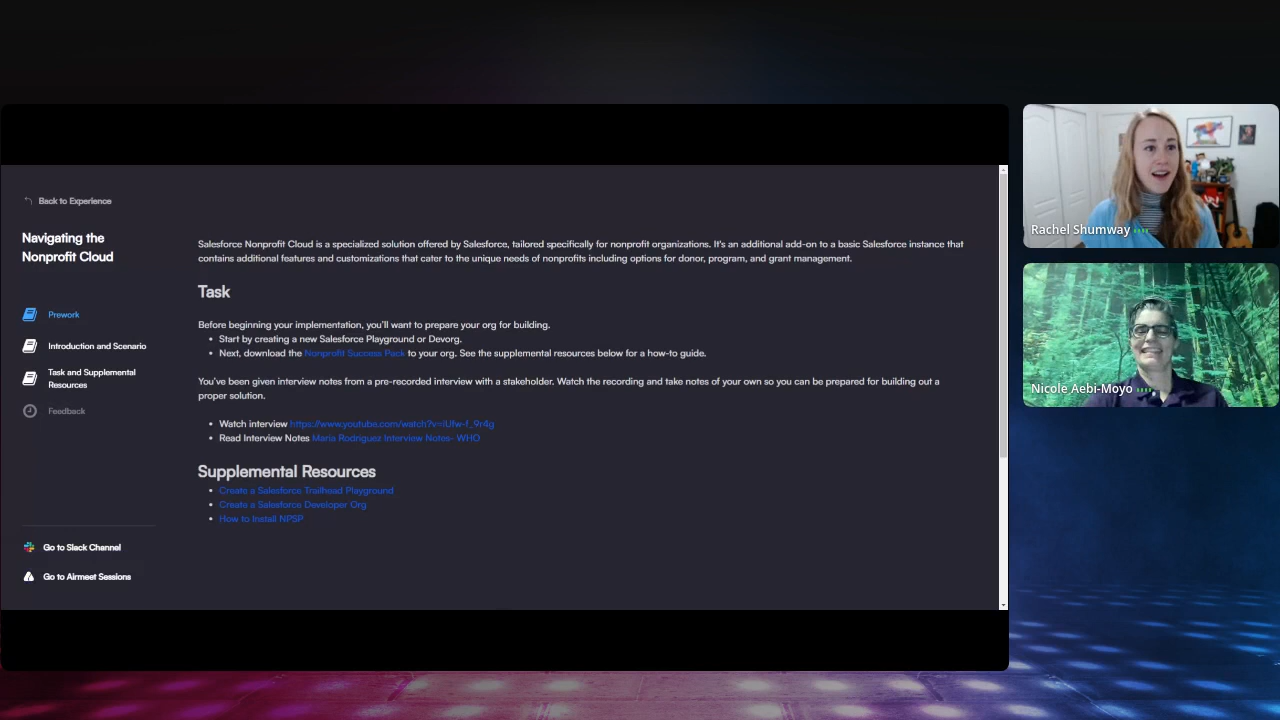 Back to Experience
Navigating the
Nonprofit Cloud
Prework
Introduction and Scenario
Task and Supplemental
Resources
Feedback
Go to Slack Channel
Go to Airmeet Sessions
Salesforce Nonprofit Cloud is a specialized solution offered by Salesforce, tailored specifically for nonprofit organizations. It's an additional add-on to a basic Salesforce instance that
contains additional features and customizations that cater to the unique needs of nonprofits including options for donor, program, and grant management.
Task
Before beginning your implementation, you'll want to prepare your org for building.
• Start by creating a new Salesforce Playground or Devorg.
• Next, download the Nonprofit Success Pack to your org. See the supplemental resources below for a how-to guide.
You've been given interview notes from a pre-recorded interview with a stakeholder. Watch the recording and take notes of your own so you can be prepared for building out a
proper solution.
• Watch interview https://www.youtube.com/watch?v=iUfw-f_9r4g
• Read Interview Notes Maria Rodriguez Interview Notes- WHO
Supplemental Resources
• Create a Salesforce Trailhead Playground
• Create a Salesforce Developer Org
• How to Install NPSP
Rachel Shumway
Nicole Aebi-Moyo